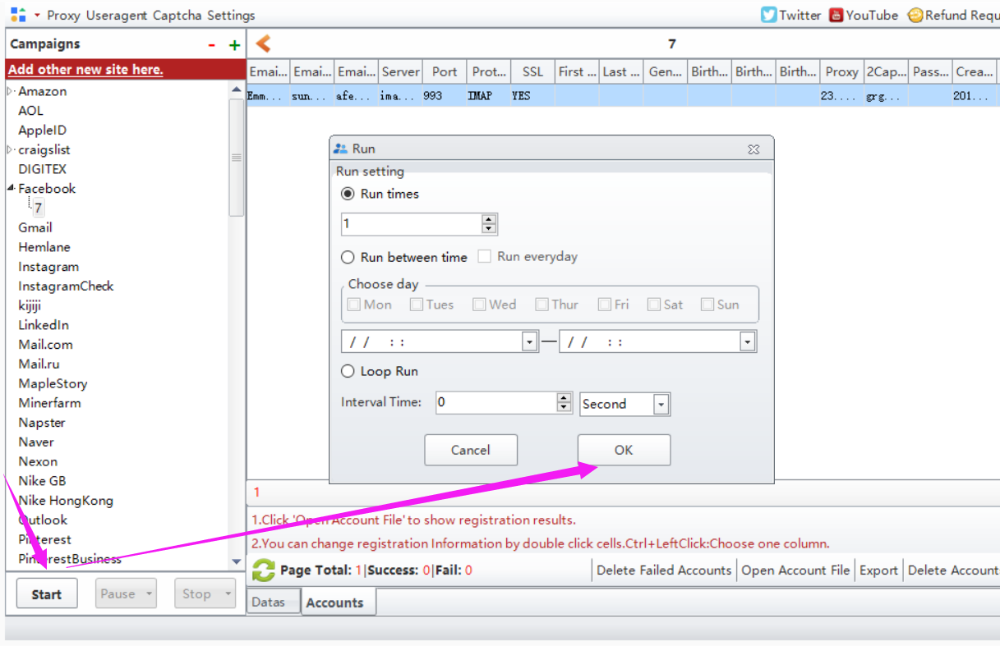 Proxy Useragent Captcha Settings
Twitter YouTube Refund Requ
Campaigns - +
7
Add other new site here.
Emai... Emai... Emai... Server Port Prot... SSL First ... Last ... Gen... Birth... Birth... Birth... Proxy 2Cap... Pass... Crea...
Emm... sun... afe... ima... 993 IMAP YES 23.... grg... 201...
Amazon
AOL
AppleID
craigslist
DIGITEX
Facebook
7
Gmail
Hemlane
Instagram
InstagramCheck
kijiji
LinkedIn
Mail.com
Mail.ru
MapleStory
Minerfarm
Napster
Naver
Nexon
Nike GB
Nike HongKong
Outlook
Pinterest
PinterestBusiness
Start Pause Stop
Run
Run setting
Run times
1
Run between time Run everyday
Choose day
Mon Tues Wed Thur Fri Sat Sun
/ / : : — / / : :
Loop Run
Interval Time: 0 Second
Cancel OK
1
1.Click 'Open Account File' to show registration results.
2.You can change registration Information by double click cells.Ctrl+LeftClick:Choose one column.
Page Total: 1|Success: 0|Fail: 0
Delete Failed Accounts Open Account File Export Delete Account
Datas Accounts